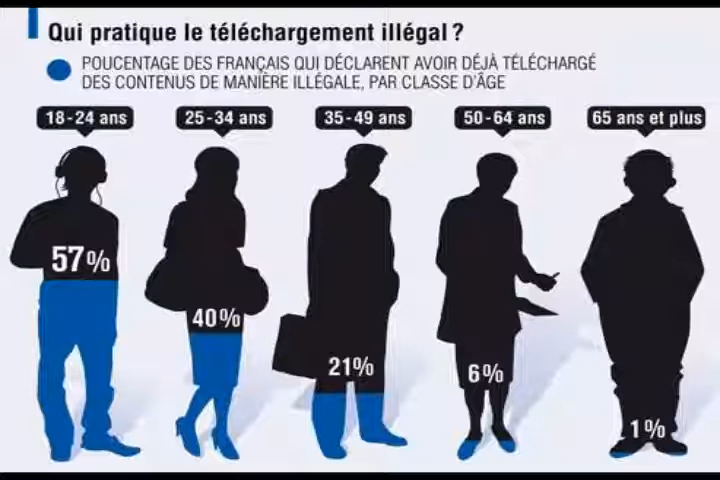 Qui pratique le téléchargement illégal ?
POUCENTAGE DES FRANÇAIS QUI DÉCLARENT AVOIR DÉJÀ TÉLÉCHARGÉ
DES CONTENUS DE MANIÈRE ILLÉGALE, PAR CLASSE D'ÂGE
18-24 ans 25-34 ans 35-49 ans 50-64 ans 65 ans et plus
57%
40%
21%
6%
1%